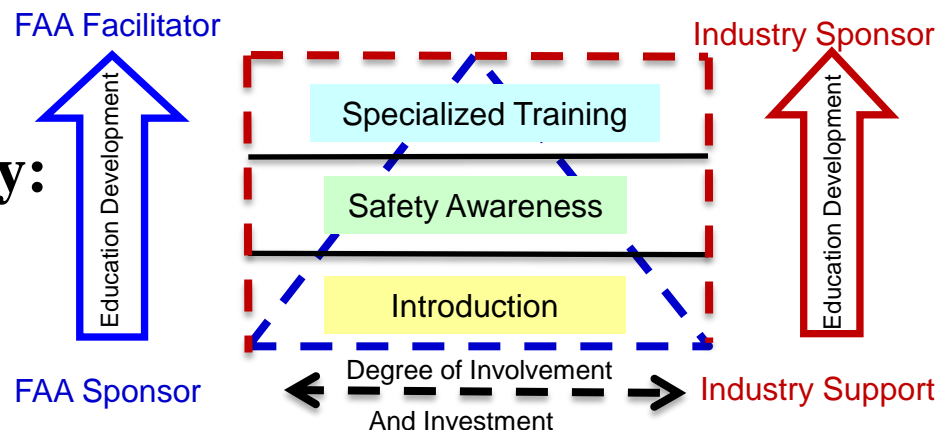 FAA Facilitator
Industry Sponsor
Education Development
Specialized Training
Education Development
y:
Safety Awareness
Introduction
FAA Sponsor
Degree of Involvement
Industry Support
And Investment